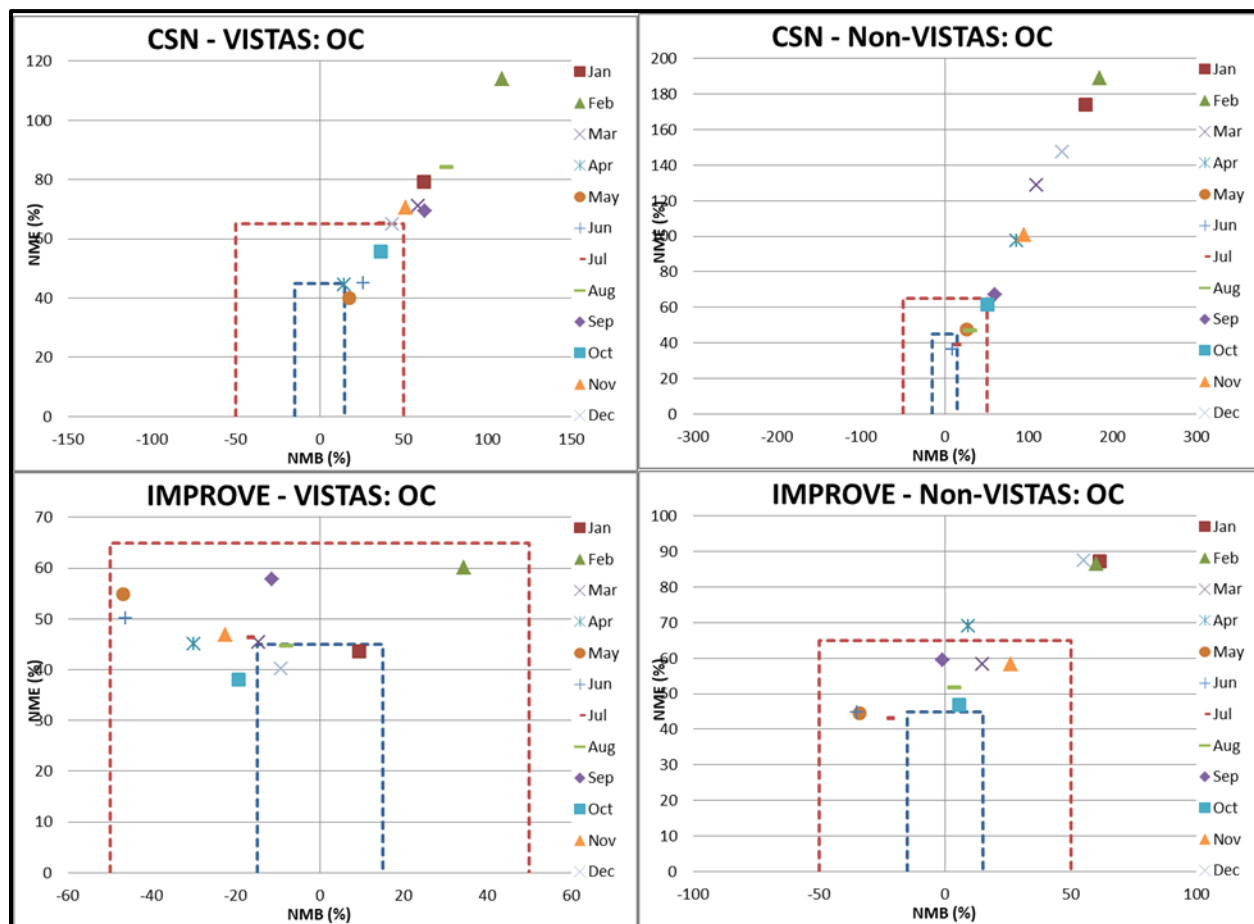 CSN - VISTAS: OC
120
100
80
60
40
20
0
NME (%)
-150 -100 -50 0 50 100 150
NMB (%)
Jan
Feb
Mar
Apr
May
Jun
Jul
Aug
Sep
Oct
Nov
Dec
CSN - Non-VISTAS: OC
200
180
160
140
120
100
80
60
40
20
0
NME (%)
-300 -200 -100 0 100 200 300
NMB (%)
Jan
Feb
Mar
Apr
May
Jun
Jul
Aug
Sep
Oct
Nov
Dec
IMPROVE - VISTAS: OC
70
60
50
40
30
20
10
0
NME (%)
-60 -40 -20 0 20 40 60
NMB (%)
Jan
Feb
Mar
Apr
May
Jun
Jul
Aug
Sep
Oct
Nov
Dec
IMPROVE - Non-VISTAS: OC
100
90
80
70
60
50
40
30
20
10
0
NME (%)
-100 -50 0 50 100
NMB (%)
Jan
Feb
Mar
Apr
May
Jun
Jul
Aug
Sep
Oct
Nov
Dec